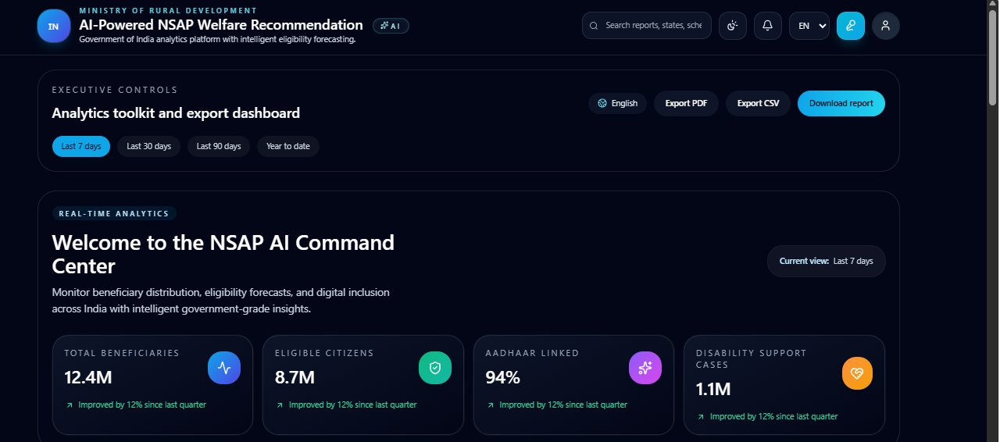 IN
MINISTRY OF RURAL DEVELOPMENT
AI-Powered NSAP Welfare Recommendation
AI
Government of India analytics platform with intelligent eligibility forecasting.
Search reports, states, sche
EN
EXECUTIVE CONTROLS
Analytics toolkit and export dashboard
English
Export PDF
Export CSV
Download report
Last 7 days
Last 30 days
Last 90 days
Year to date
REAL-TIME ANALYTICS
Welcome to the NSAP AI Command
Center
Monitor beneficiary distribution, eligibility forecasts, and digital inclusion
across India with intelligent government-grade insights.
Current view: Last 7 days
TOTAL BENEFICIARIES
12.4M
Improved by 12% since last quarter
ELIGIBLE CITIZENS
8.7M
Improved by 12% since last quarter
AADHAAR LINKED
94%
Improved by 12% since last quarter
DISABILITY SUPPORT
CASES
1.1M
Improved by 12% since last quarter